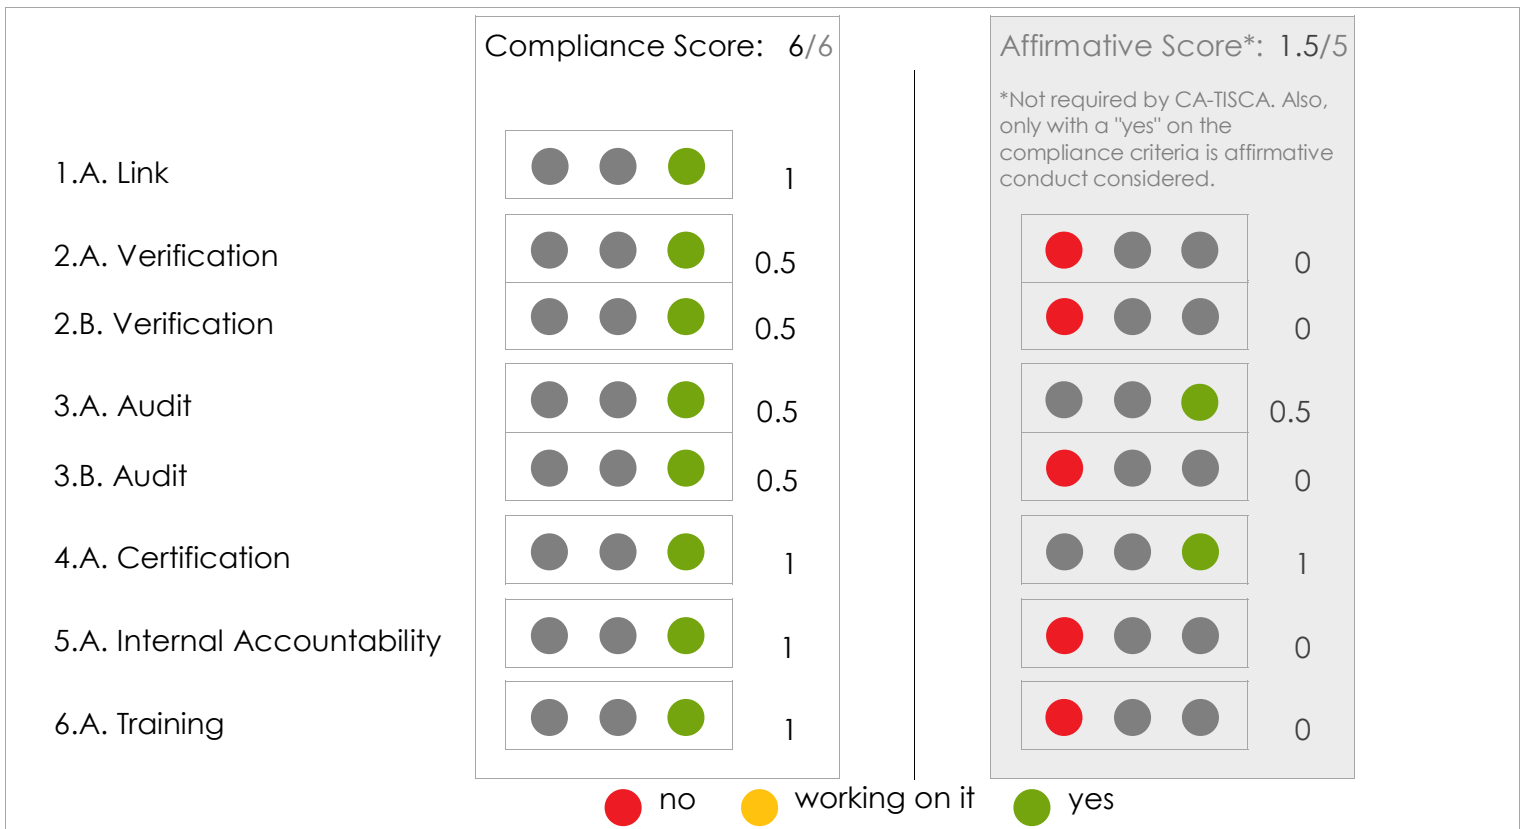 Compliance Score: 6/6
Affirmative Score*: 1.5/5
*Not required by CA-TISCA. Also,
only with a "yes" on the
compliance criteria is affirmative
conduct considered.
1.A. Link 1
2.A. Verification 0.5 0
2.B. Verification 0.5 0
3.A. Audit 0.5 0.5
3.B. Audit 0.5 0
4.A. Certification 1 1
5.A. Internal Accountability 1 0
6.A. Training 1 0
no working on it yes